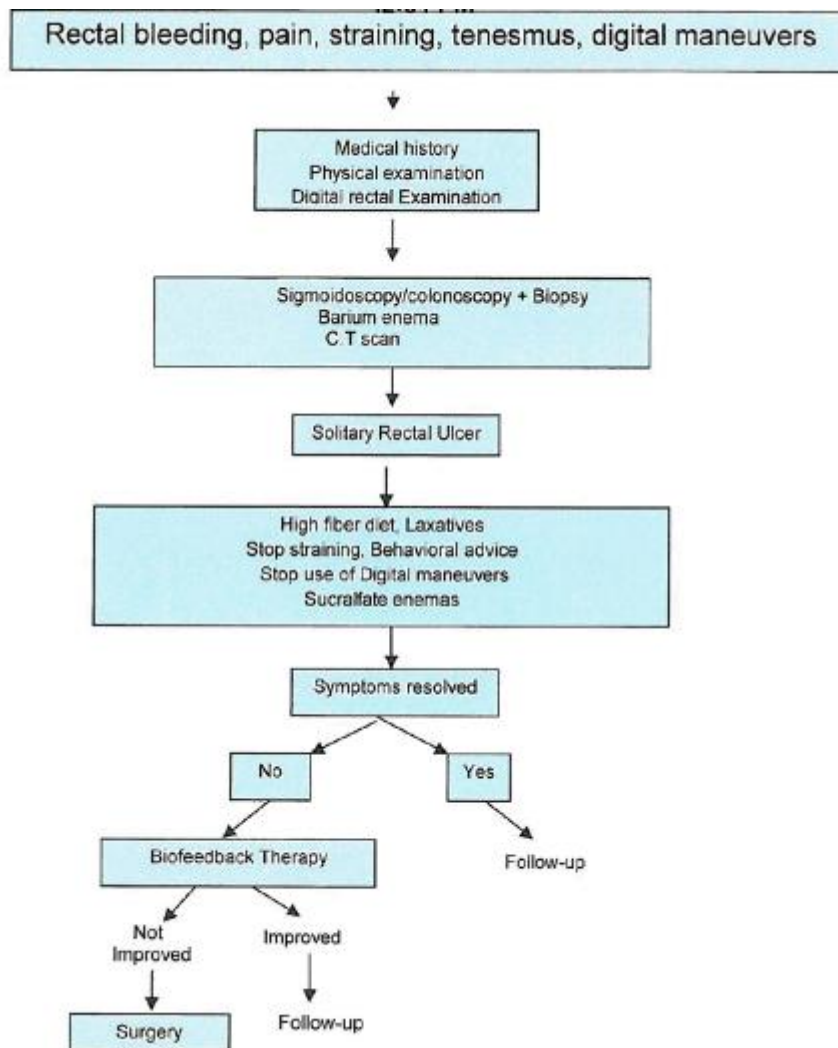 Rectal bleeding, pain, straining, tenesmus, digital maneuvers
Medical history
Physical examination
Digital rectal Examination
Sigmoidoscopy/colonoscopy + Biopsy
Barium enema
C.T scan
Solitary Rectal Ulcer
High fiber diet, Laxatives
Stop straining, Behavioral advice
Stop use of Digital maneuvers
Sucralfate enemas
Symptoms resolved
No
Yes
Biofeedback Therapy
Follow-up
Not
Improved
Improved
Surgery
Follow-up